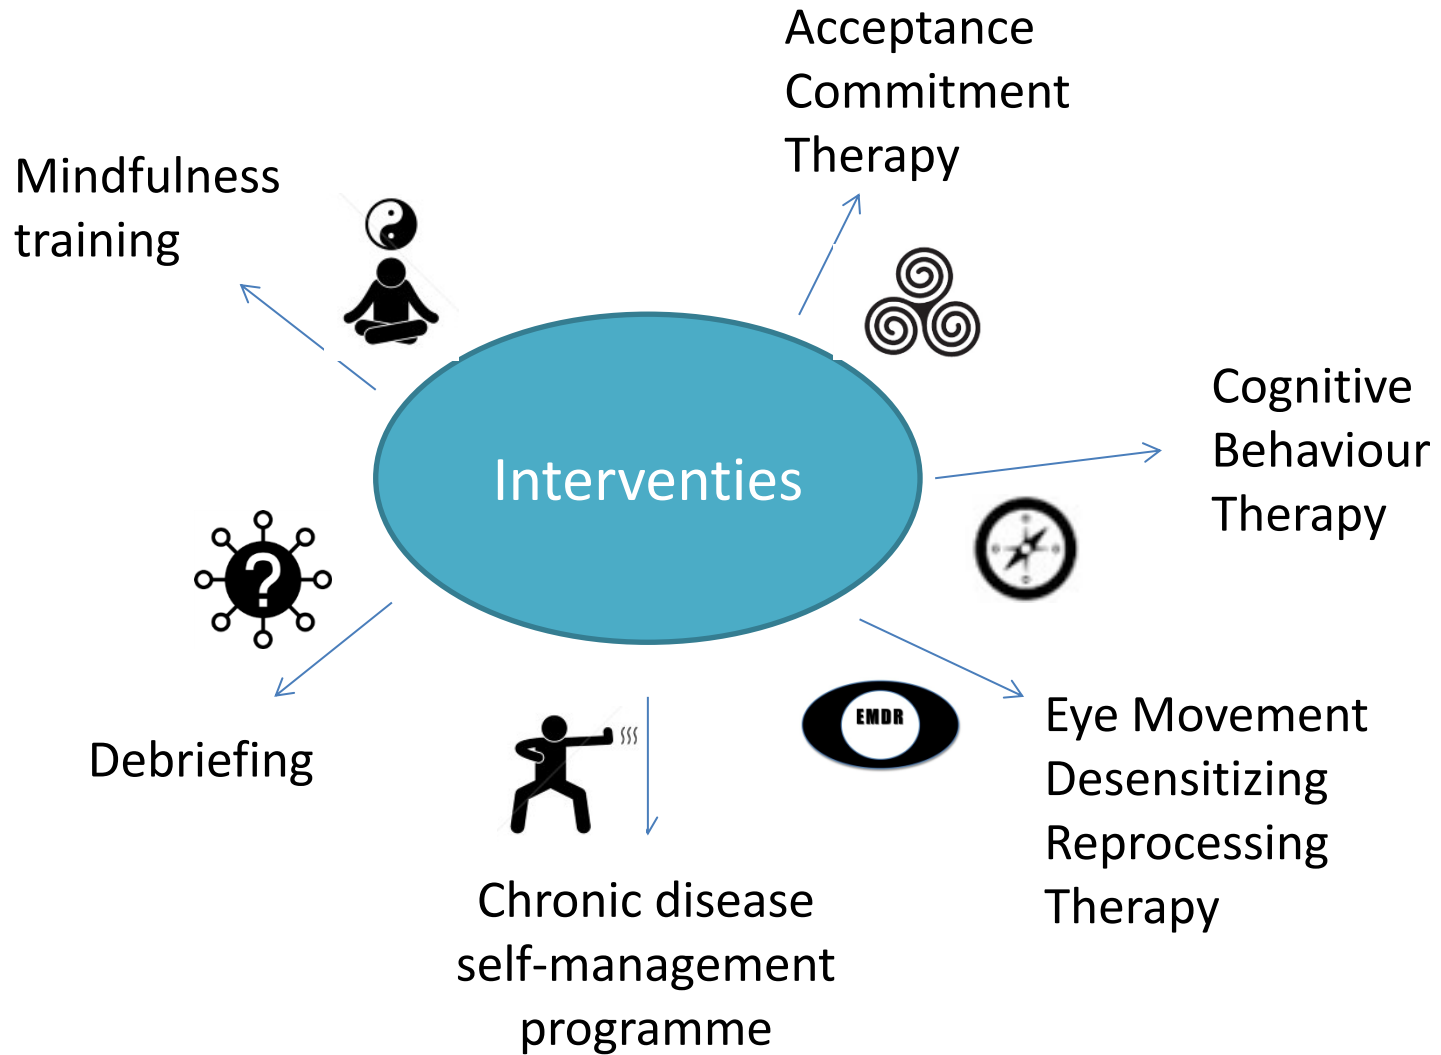 Acceptance
Commitment
Therapy
Mindfulness
training
Cognitive
Behaviour
Therapy
Interventies
?
EMDR
Eye Movement
Desensitizing
Reprocessing
Therapy
Debriefing
Chronic disease
self-management
programme